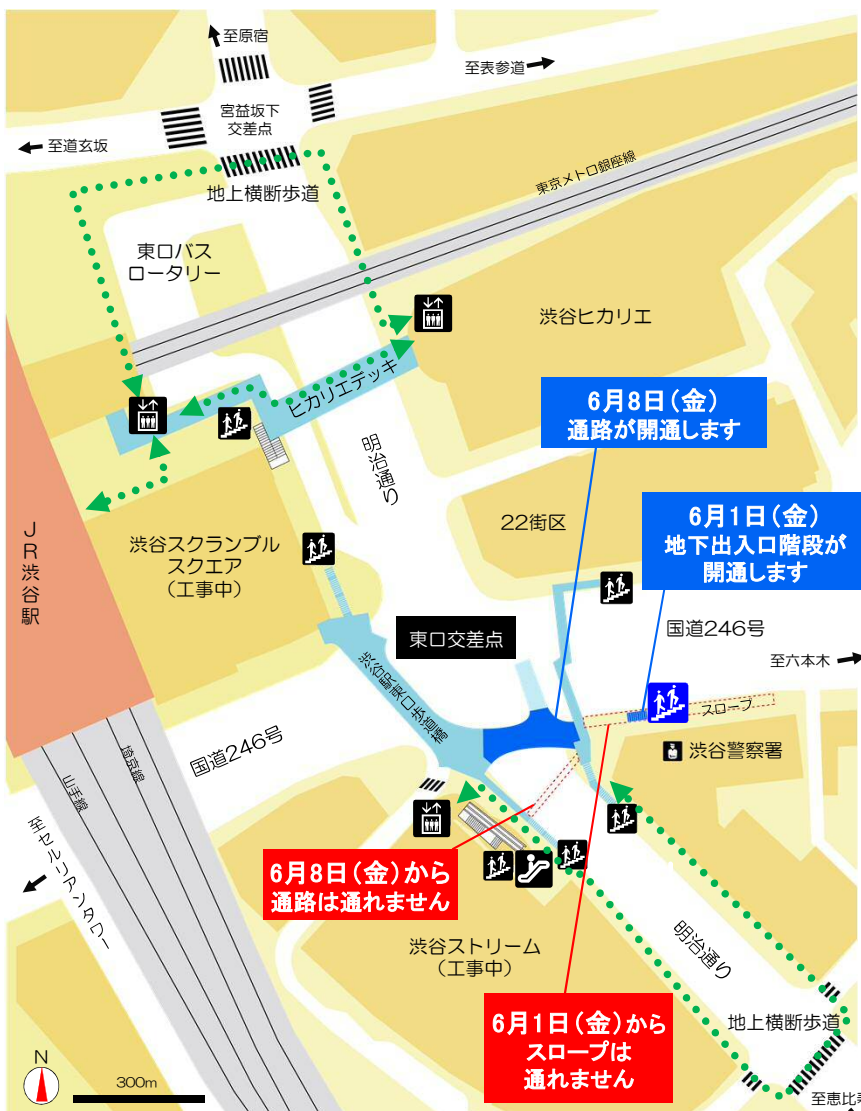 至原宿
至表参道
宮益坂下
交差点
至道玄坂
地上横断歩道
東京メトロ銀座線
東口バス
ロータリー
渋谷ヒカリエ
ヒカリエデッキ
6月8日(金)
通路が開通します
明治通り
22街区
6月1日(金)
地下出入口階段が
開通します
JR渋谷駅
渋谷スクランブル
スクエア
(工事中)
東口交差点
国道246号
至六本木
渋谷駅東口歩道橋
スロープ
国道246号
渋谷警察署
埼京線
山手線
至セルリアンタワー
6月8日(金)から
通路は通れません
渋谷ストリーム
(工事中)
明治通り
6月1日(金)から
スロープは
通れません
地上横断歩道
N
300m
至恵比寿